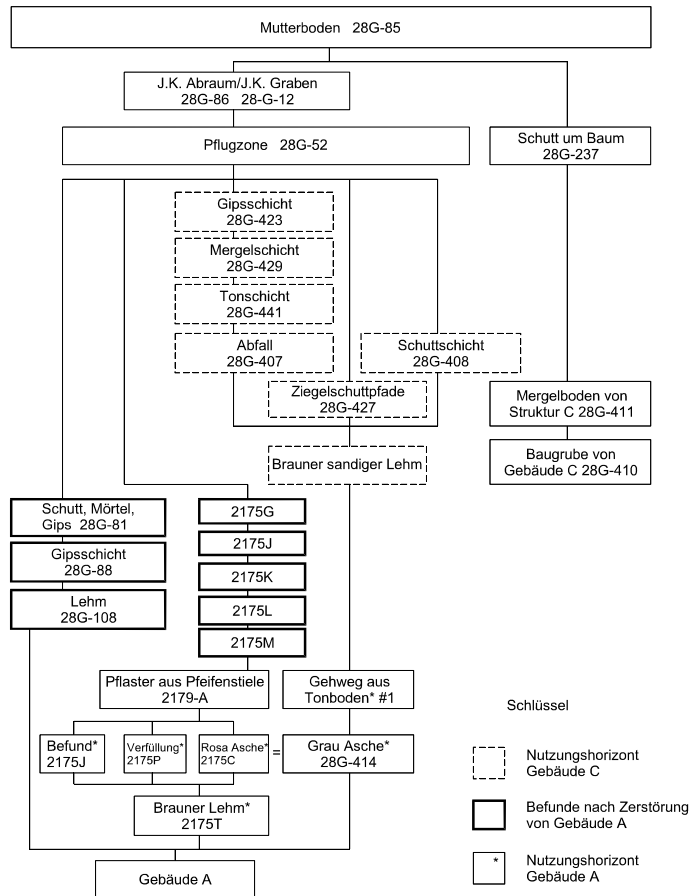 Mutterboden 28G-85
J.K. Abraum/J.K. Graben
28G-86 28-G-12
Pflugzone 28G-52
Schutt um Baum
28G-237
Gipsschicht
28G-423
Mergelschicht
28G-429
Tonschicht
28G-441
Abfall
28G-407
Schuttschicht
28G-408
Ziegelschuttpfade
28G-427
Mergelboden von
Struktur C 28G-411
Brauner sandiger Lehm
Baugrube von
Gebäude C 28G-410
Schutt, Mörtel,
Gips 28G-81
Gipsschicht
28G-88
Lehm
28G-108
2175G
2175J
2175K
2175L
2175M
Pflaster aus Pfeifenstiele
2179-A
Gehweg aus
Tonboden* #1
Befund*
2175J
Verfüllung*
2175P
Rosa Asche*
2175C
=
Grau Asche*
28G-414
Brauner Lehm*
2175T
Gebäude A
Schlüssel
Nutzungshorizont
Gebäude C
Befunde nach Zerstörung
von Gebäude A
*
Nutzungshorizont
Gebäude A